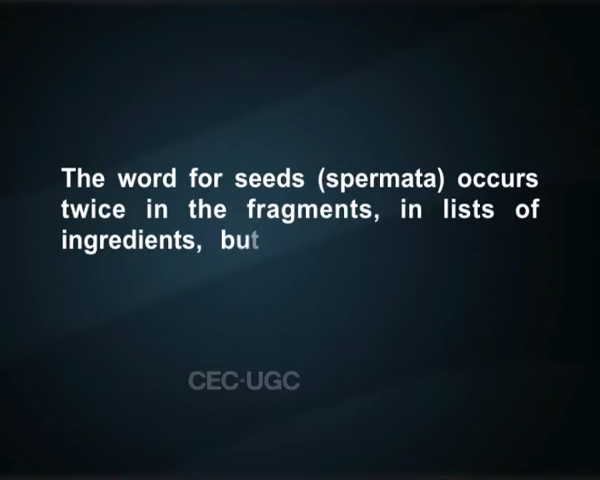 The word for seeds (spermata) occurs
twice in the fragments, in lists of
ingredients, but
CEC-UGC